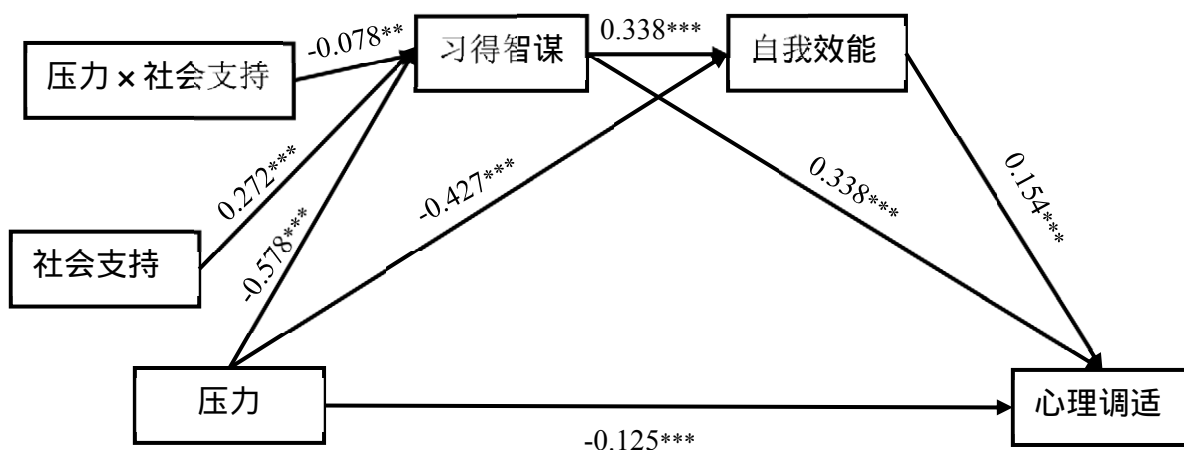 -0.078**
习得智谋
0.338***
自我效能
压力×社会支持
0.272***
-0.578***
-0.427***
0.338***
0.154***
社会支持
压力
心理调适
-0.125***